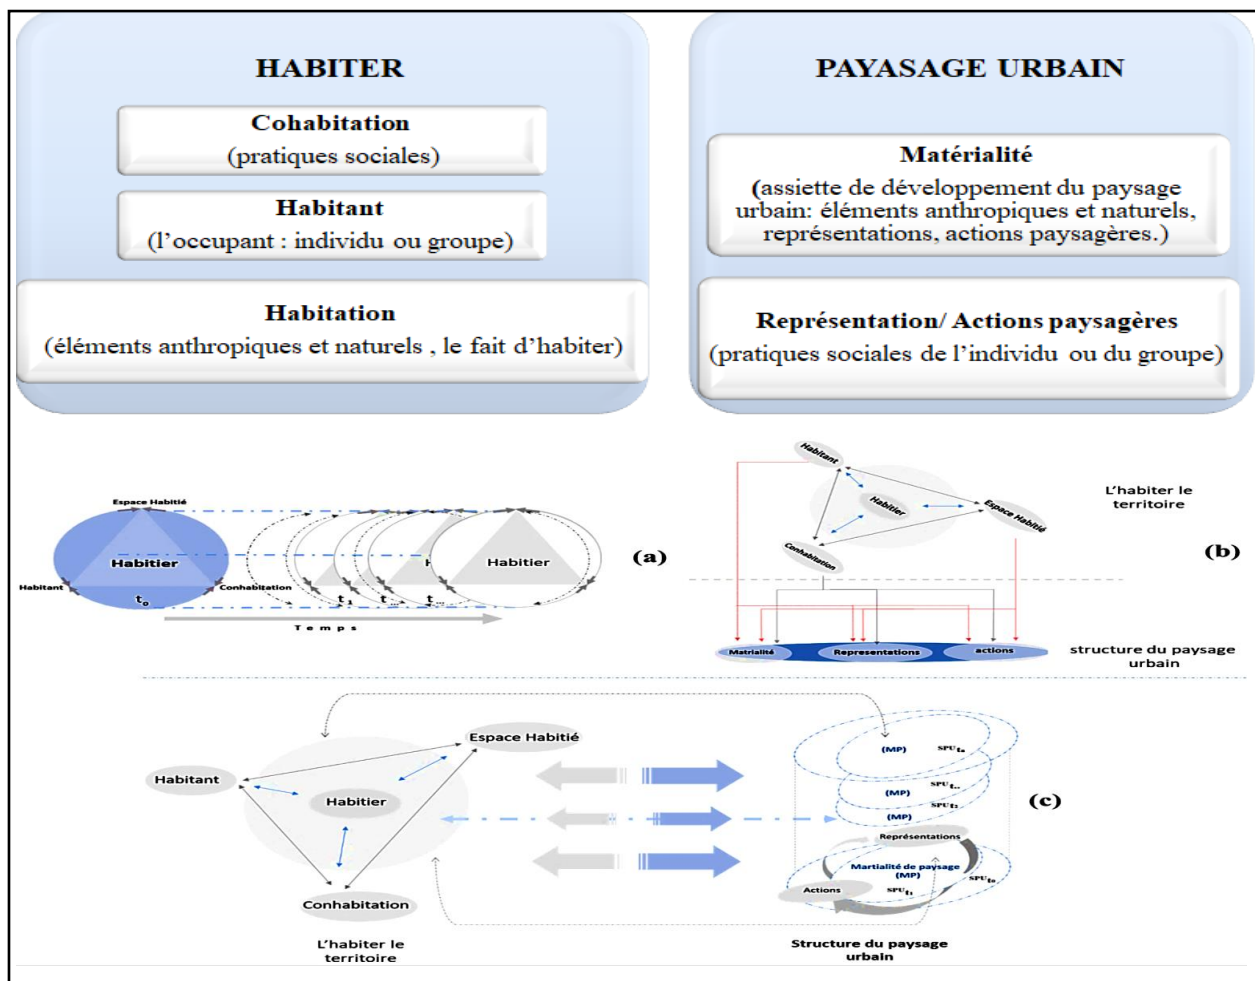 HABITER
Cohabitation
(pratiques sociales)
Habitant
(l’occupant : individu ou groupe)
Habitation
(éléments anthropiques et naturels , le fait d’habiter)
PAYASAGE URBAIN
Matérialité
(assiette de développement du paysage
urbain: éléments anthropiques et naturels,
représentations, actions paysagères.)
Représentation/ Actions paysagères
(pratiques sociales de l’individu ou du groupe)
Espace Habitié
Habitier
Habitant
Conhabitation
t₀
t₁
t...
t...
Habitier
Temps
(a)
Habitant
Habitier
Espace Habitié
Conhabitation
L’habiter le
territoire
(b)
Matrialité
Representations
actions
structure du paysage
urbain
Espace Habitié
Habitant
Habitier
Conhabitation
L’habiter le
territoire
(MP)
(MP)
(MP)
Représentations
Martialité de paysage
(MP)
Actions
(c)
Structure du paysage
urbain